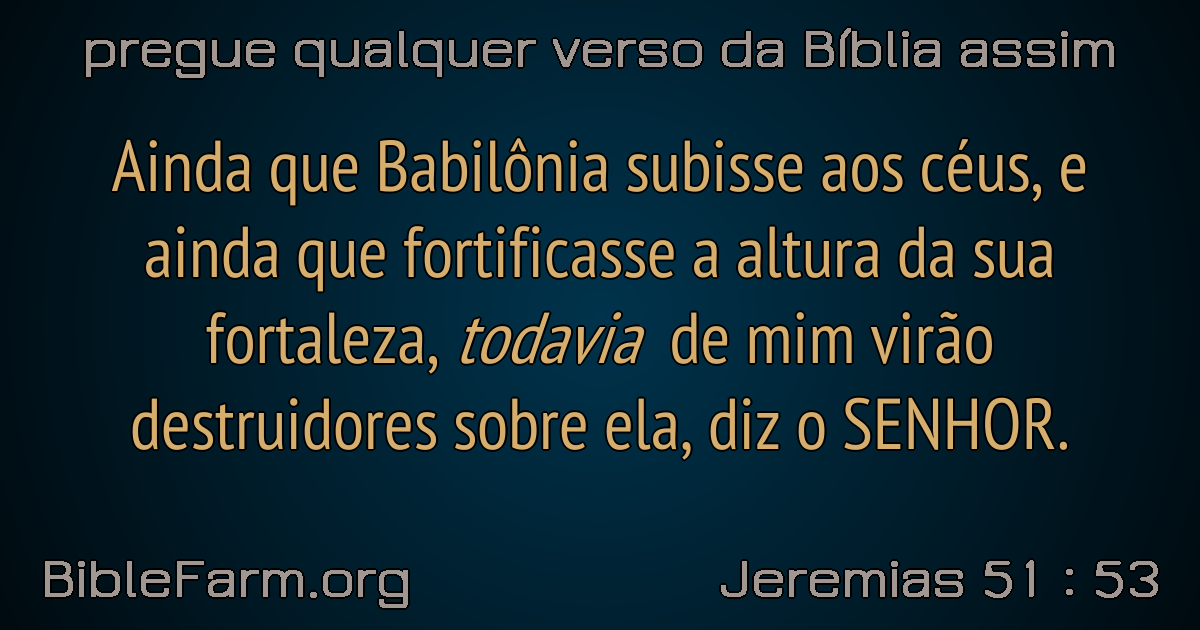 pregue qualquer verso da Bíblia assim
Ainda que Babilônia subisse aos céus, e
ainda que fortificasse a altura da sua
fortaleza, todavia de mim virão
destruidores sobre ela, diz o SENHOR.
BibleFarm.org
Jeremias 51 : 53